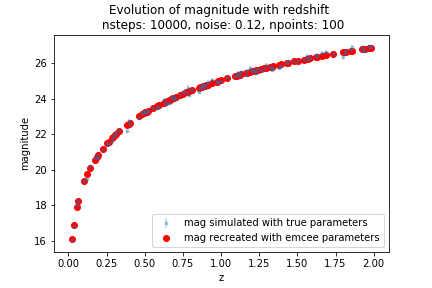 Evolution of magnitude with redshift
nsteps: 10000, noise: 0.12, npoints: 100
magnitude
26
24
22
20
18
16
mag simulated with true parameters
mag recreated with emcee parameters
0.00 0.25 0.50 0.75 1.00 1.25 1.50 1.75 2.00
z